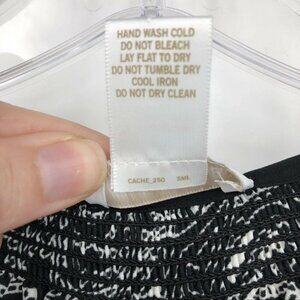 HAND WASH COLD
DO NOT BLEACH
LAY FLAT TO DRY
DO NOT TUMBLE DRY
COOL IRON
DO NOT DRY CLEAN
CACHE_250